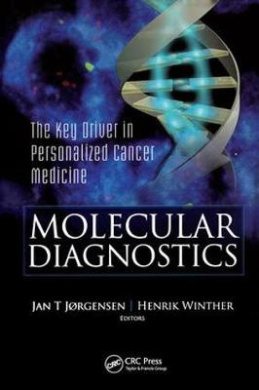 The Key Driver in
Personalized Cancer
Medicine
MOLECULAR
DIAGNOSTICS
JAN T JØRGENSEN | HENRIK WINTHER
EDITORS
CRC Press
Taylor & Francis Group